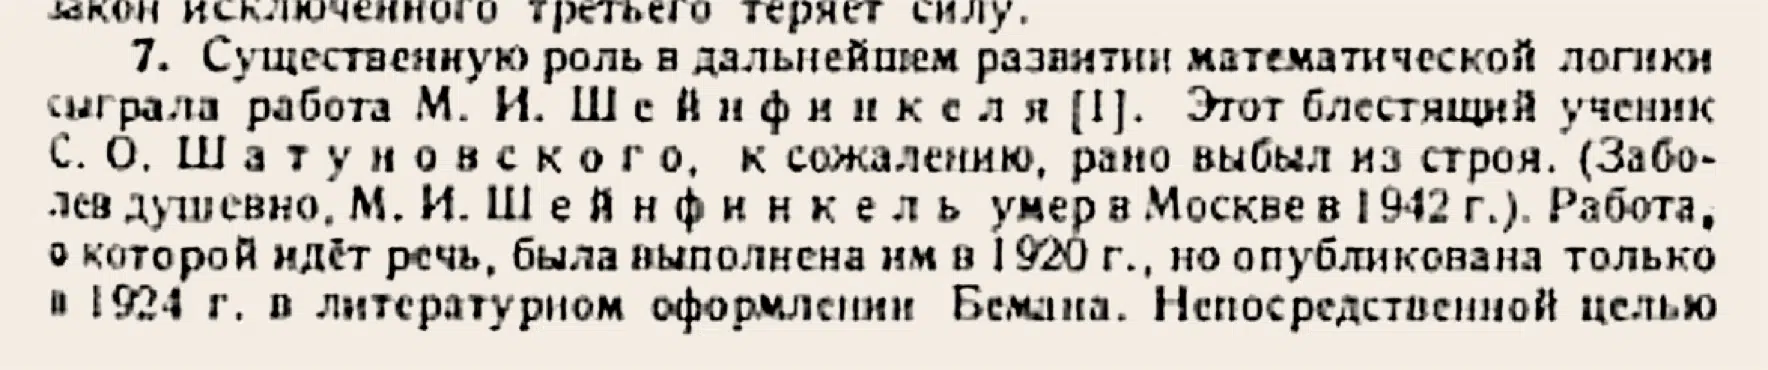 закон исключенного третьего теряет силу.
7. Существенную роль в дальнейшем развитии математической логики
сыграла работа М. И. Шейнфинкеля [1]. Этот блестящий ученик
С. О. Шатуновского, к сожалению, рано выбыл из строя. (Забо-
лев душевно, М. И. Шейнфинкель умер в Москве в 1942 г.). Работа,
о которой идёт речь, была выполнена им в 1920 г., но опубликована только
в 1924 г. в литературном оформлении Бемана. Непосредственной целью